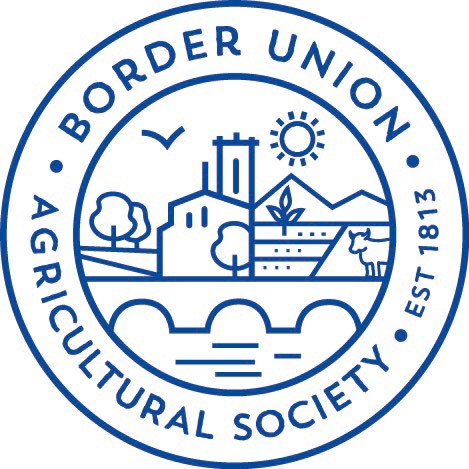 BORDER UNION
AGRICULTURAL SOCIETY
EST 1813